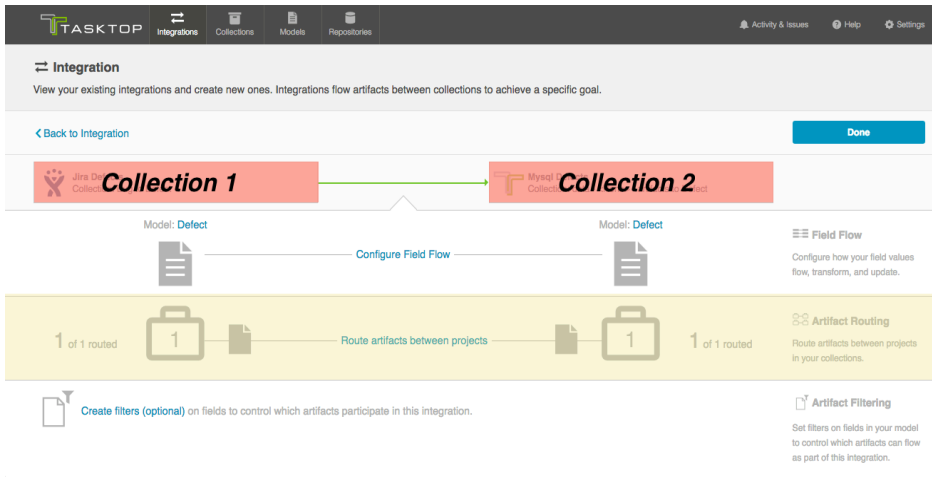 TASKTOP
Integrations
Collections
Models
Repositories
Activity & Issues
Help
Settings
Integration
View your existing integrations and create new ones. Integrations flow artifacts between collections to achieve a specific goal.
Back to Integration
Done
Jira De
Collection 1
Mysql D
Collection 2
Model: Defect
Model: Defect
Configure Field Flow
Field Flow
Configure how your field values
flow, transform, and update.
1 of 1 routed
1
Route artifacts between projects
1
1 of 1 routed
Artifact Routing
Route artifacts between projects
in your collections.
Create filters (optional) on fields to control which artifacts participate in this integration.
Artifact Filtering
Set filters on fields in your model
to control which artifacts can flow
as part of this integration.